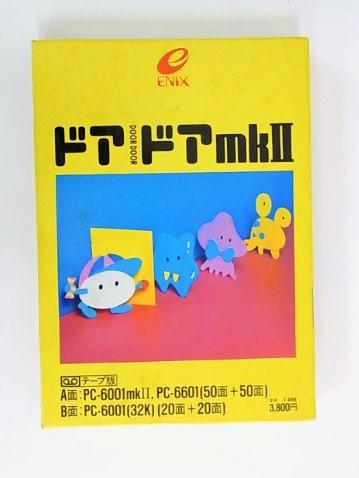 ENIX
ドアドアmkII
DOOR DOOR
テープ版
A面:PC-6001mkII, PC-6601(50面+50面)
B面:PC-6001(32K)(20面+20面)
3,800円